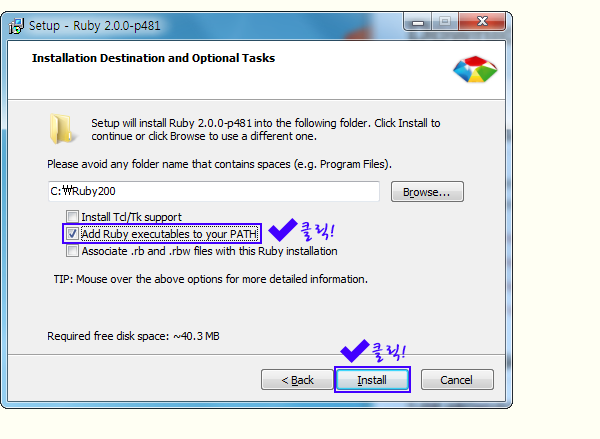 Setup - Ruby 2.0.0-p481
Installation Destination and Optional Tasks
Setup will install Ruby 2.0.0-p481 into the following folder. Click Install to
continue or click Browse to use a different one.
Please avoid any folder name that contains spaces (e.g. Program Files).
C:₩Ruby200
Browse...
Install Tcl/Tk support
Add Ruby executables to your PATH
클릭!
Associate .rb and .rbw files with this Ruby installation
TIP: Mouse over the above options for more detailed information.
Required free disk space: ~40.3 MB
클릭!
< Back
Install
Cancel